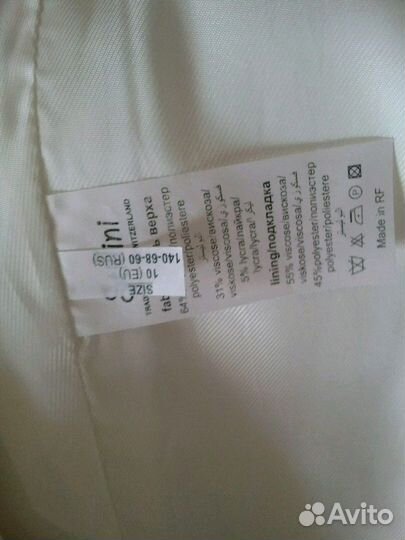 ini
WITZERLAND
ь верха
полиэстер
polyester/poliestere
31% viscose/вискоза/
viskose/viscosa/
5% lycra/лайкра/
lycra/lycra/
lining/подкладка
55% viscose/вискоза/
viskose/viscosa/
45%polyester/полиэстер
polyester/poliestere
P
Made in RF
SIZE
10 (EU)
140-68-60 (RUS)
TRAD
fab
64%
Avito